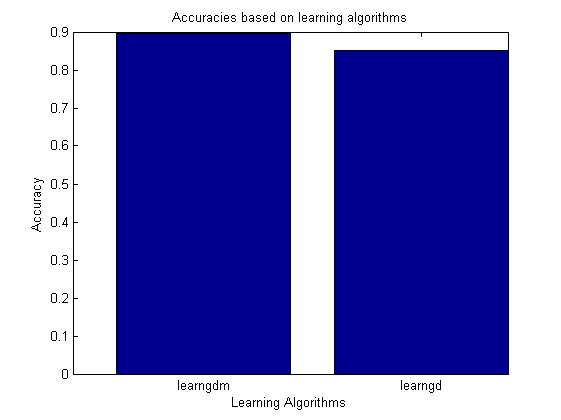 Accuracies based on learning algorithms
0.9
0.8
0.7
0.6
0.5
0.4
0.3
0.2
0.1
0
Accuracy
learngdm learngd
Learning Algorithms